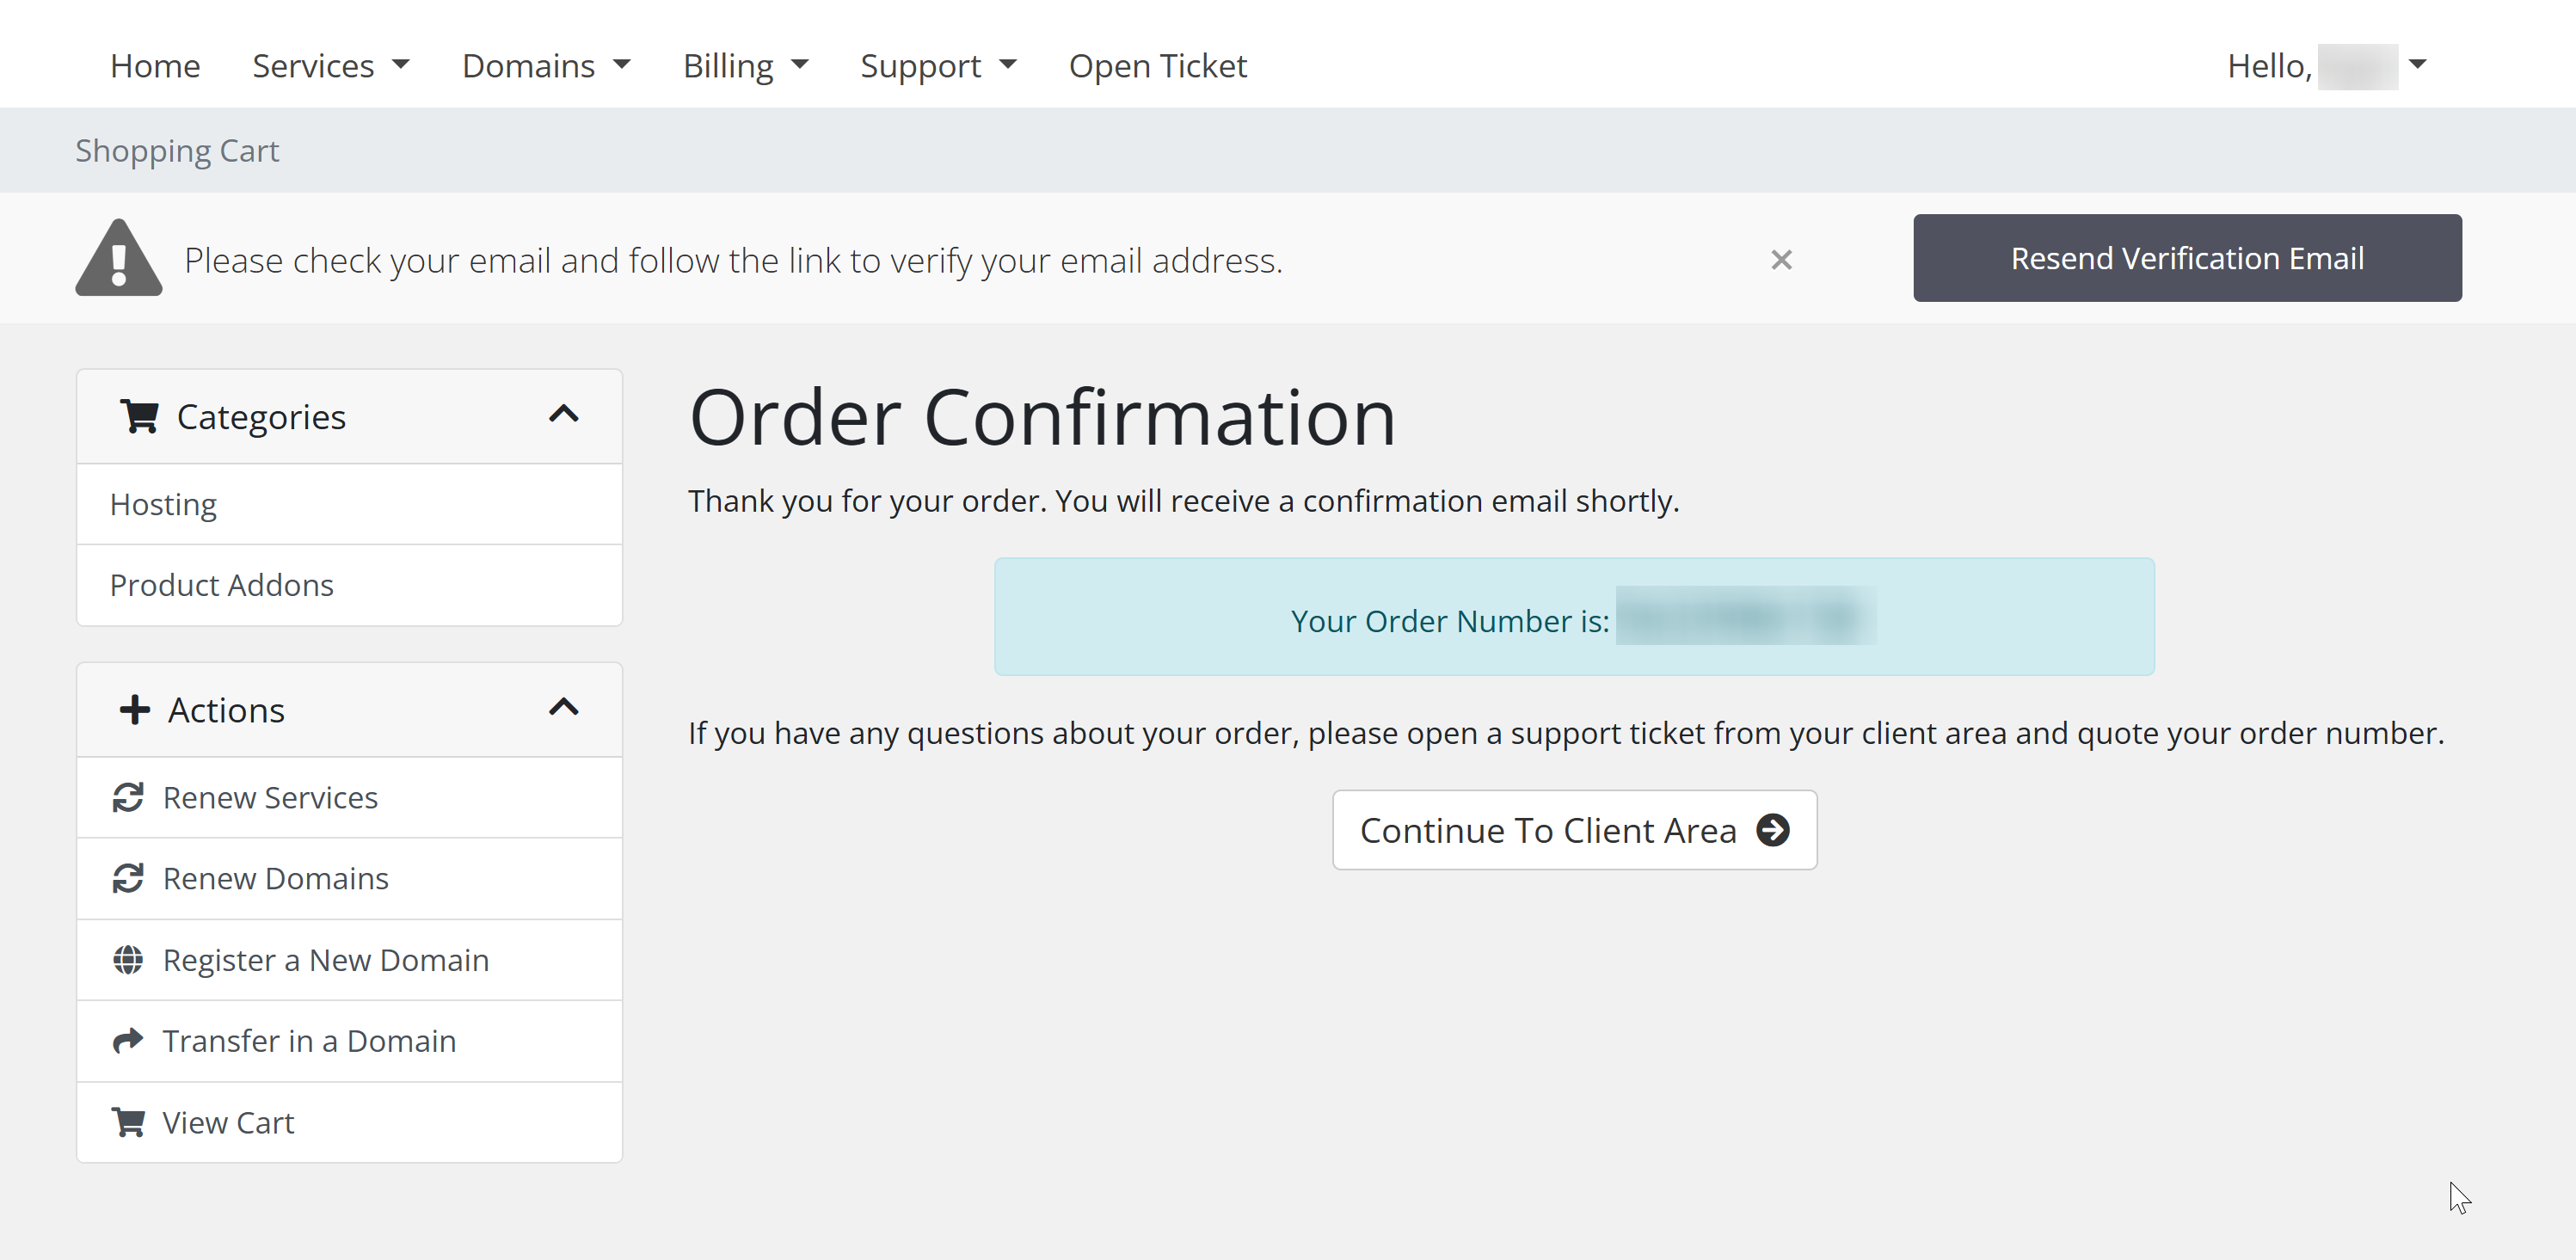 Home Services Domains Billing Support Open Ticket Hello,
Shopping Cart
Please check your email and follow the link to verify your email address.
Resend Verification Email
Categories
Hosting
Product Addons
Actions
Renew Services
Renew Domains
Register a New Domain
Transfer in a Domain
View Cart
Order Confirmation
Thank you for your order. You will receive a confirmation email shortly.
Your Order Number is:
If you have any questions about your order, please open a support ticket from your client area and quote your order number.
Continue To Client Area